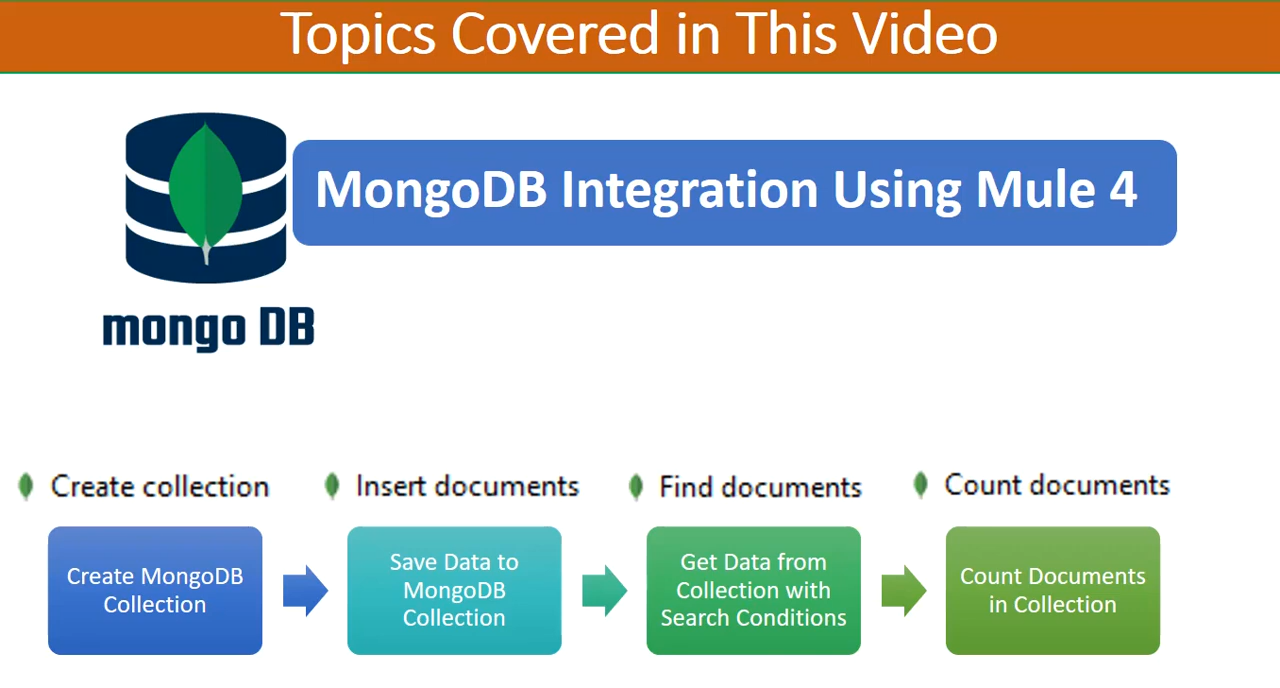 Topics Covered in This Video
MongoDB Integration Using Mule 4
mongo DB
Create collection
Insert documents
Find documents
Count documents
Create MongoDB
Collection
Save Data to
MongoDB
Collection
Get Data from
Collection with
Search Conditions
Count Documents
in Collection